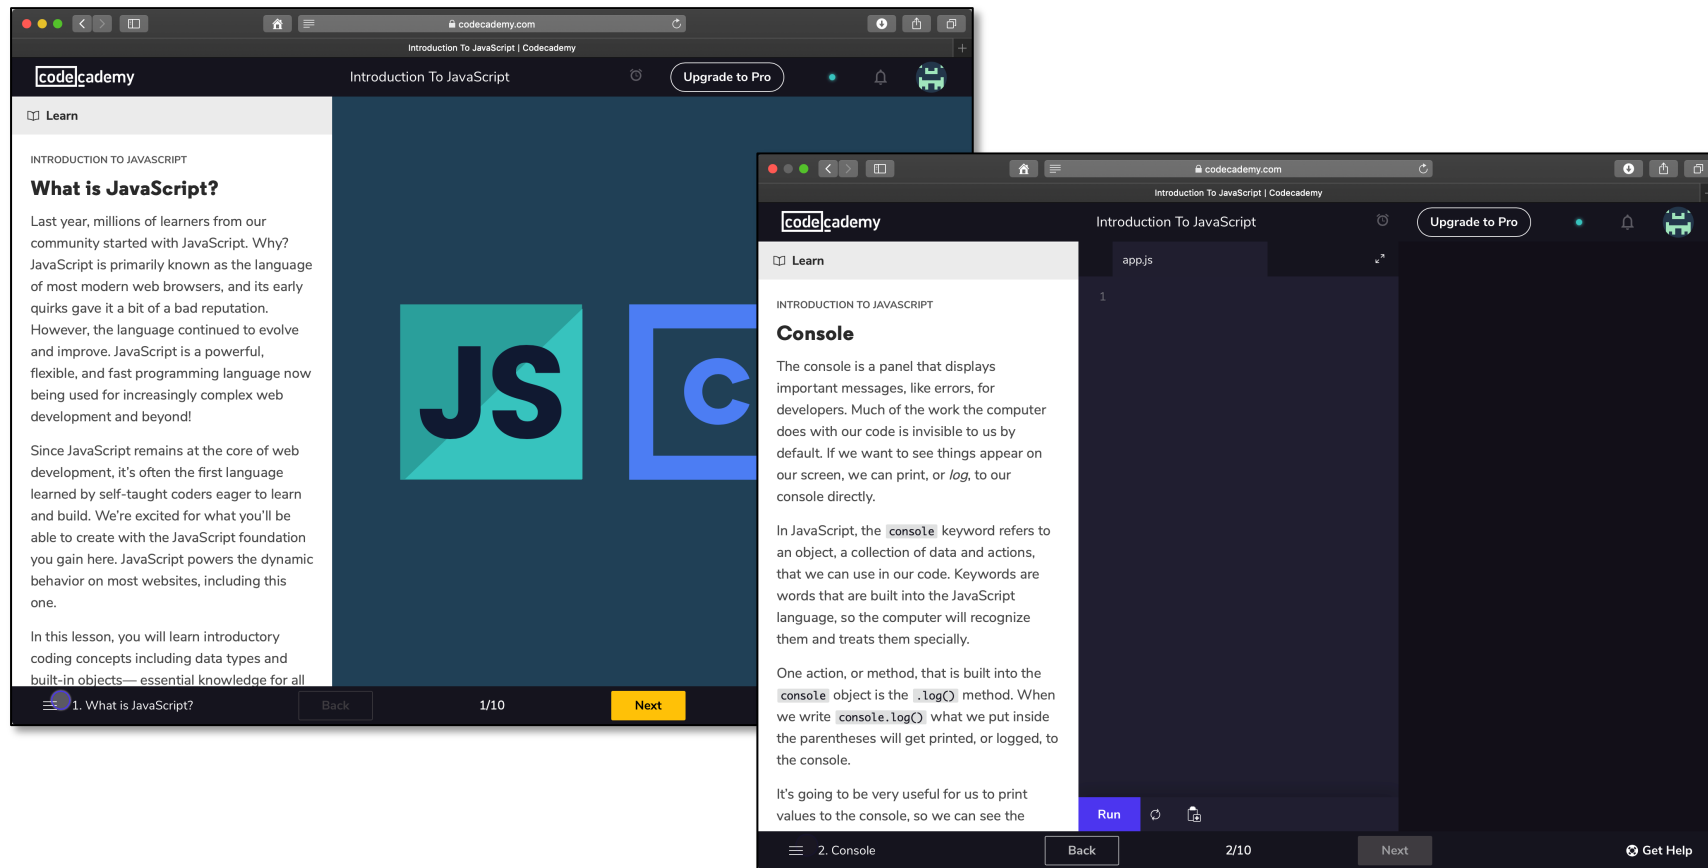 codecademy.com
Introduction To JavaScript | Codecademy
codecademy
Introduction To JavaScript
Upgrade to Pro
Learn
INTRODUCTION TO JAVASCRIPT
What is JavaScript?
Last year, millions of learners from our
community started with JavaScript. Why?
JavaScript is primarily known as the language
of most modern web browsers, and its early
quirks gave it a bit of a bad reputation.
However, the language continued to evolve
and improve. JavaScript is a powerful,
flexible, and fast programming language now
being used for increasingly complex web
development and beyond!
Since JavaScript remains at the core of web
development, it's often the first language
learned by self-taught coders eager to learn
and build. We're excited for what you'll be
able to create with the JavaScript foundation
you gain here. JavaScript powers the dynamic
behavior on most websites, including this
one.
In this lesson, you will learn introductory
coding concepts including data types and
built-in objects— essential knowledge for all
JS
C
1. What is JavaScript?
Back
1/10
Next
codecademy.com
Introduction To JavaScript | Codecademy
codecademy
Introduction To JavaScript
Upgrade to Pro
Learn
app.js
1
INTRODUCTION TO JAVASCRIPT
Console
The console is a panel that displays
important messages, like errors, for
developers. Much of the work the computer
does with our code is invisible to us by
default. If we want to see things appear on
our screen, we can print, or log, to our
console directly.
In JavaScript, the console keyword refers to
an object, a collection of data and actions,
that we can use in our code. Keywords are
words that are built into the JavaScript
language, so the computer will recognize
them and treats them specially.
One action, or method, that is built into the
console object is the .log() method. When
we write console.log() what we put inside
the parentheses will get printed, or logged, to
the console.
It's going to be very useful for us to print
values to the console, so we can see the
Run
2. Console
Back
2/10
Next
Get Help